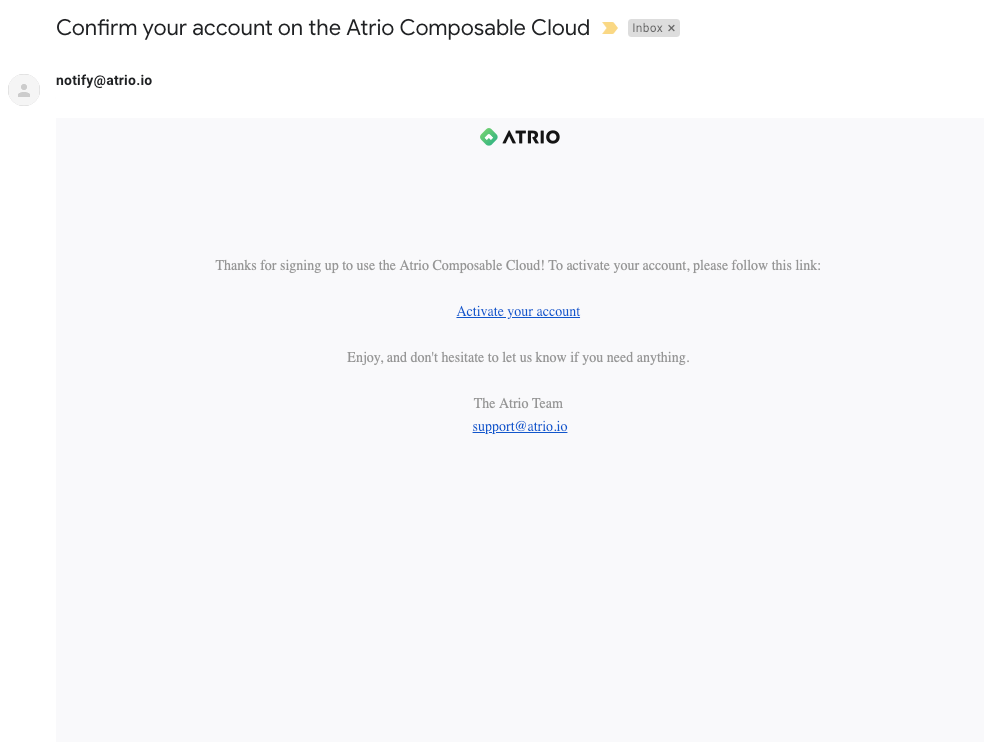 Confirm your account on the Atrio Composable Cloud Inbox ×
notify@atrio.io
ATRIO
Thanks for signing up to use the Atrio Composable Cloud! To activate your account, please follow this link:
Activate your account
Enjoy, and don't hesitate to let us know if you need anything.
The Atrio Team
support@atrio.io